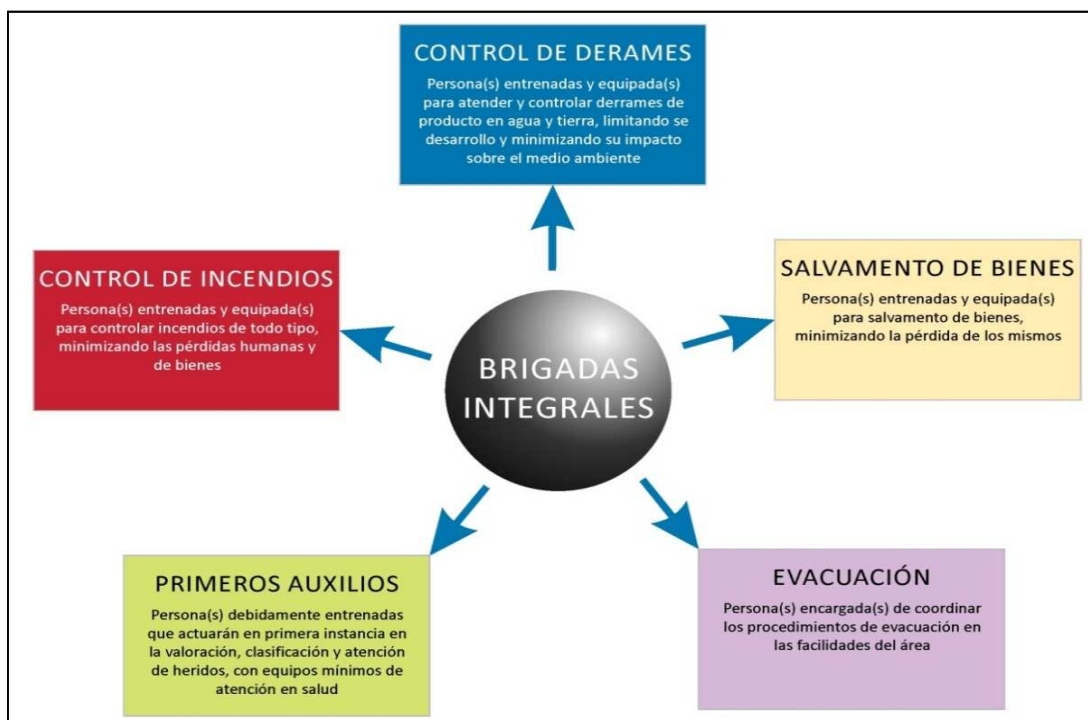 CONTROL DE DERAMES
Persona(s) entrenadas y equipada(s)
para atender y controlar derrames de
producto en agua y tierra, limitando se
desarrollo y minimizando su impacto
sobre el medio ambiente
CONTROL DE INCENDIOS
Persona(s) entrenadas y equipada(s)
para controlar incendios de todo tipo,
minimizando las pérdidas humanas y
de bienes
SALVAMENTO DE BIENES
Persona(s) entrenadas y equipada(s)
para salvamento de bienes,
minimizando la pérdida de los mismos
BRIGADAS
INTEGRALES
PRIMEROS AUXILIOS
Persona(s) debidamente entrenadas
que actuarán en primera instancia en
la valoración, clasificación y atención
de heridos, con equipos mínimos de
atención en salud
EVACUACIÓN
Persona(s) encargada(s) de coordinar
los procedimientos de evacuación en
las facilidades del área